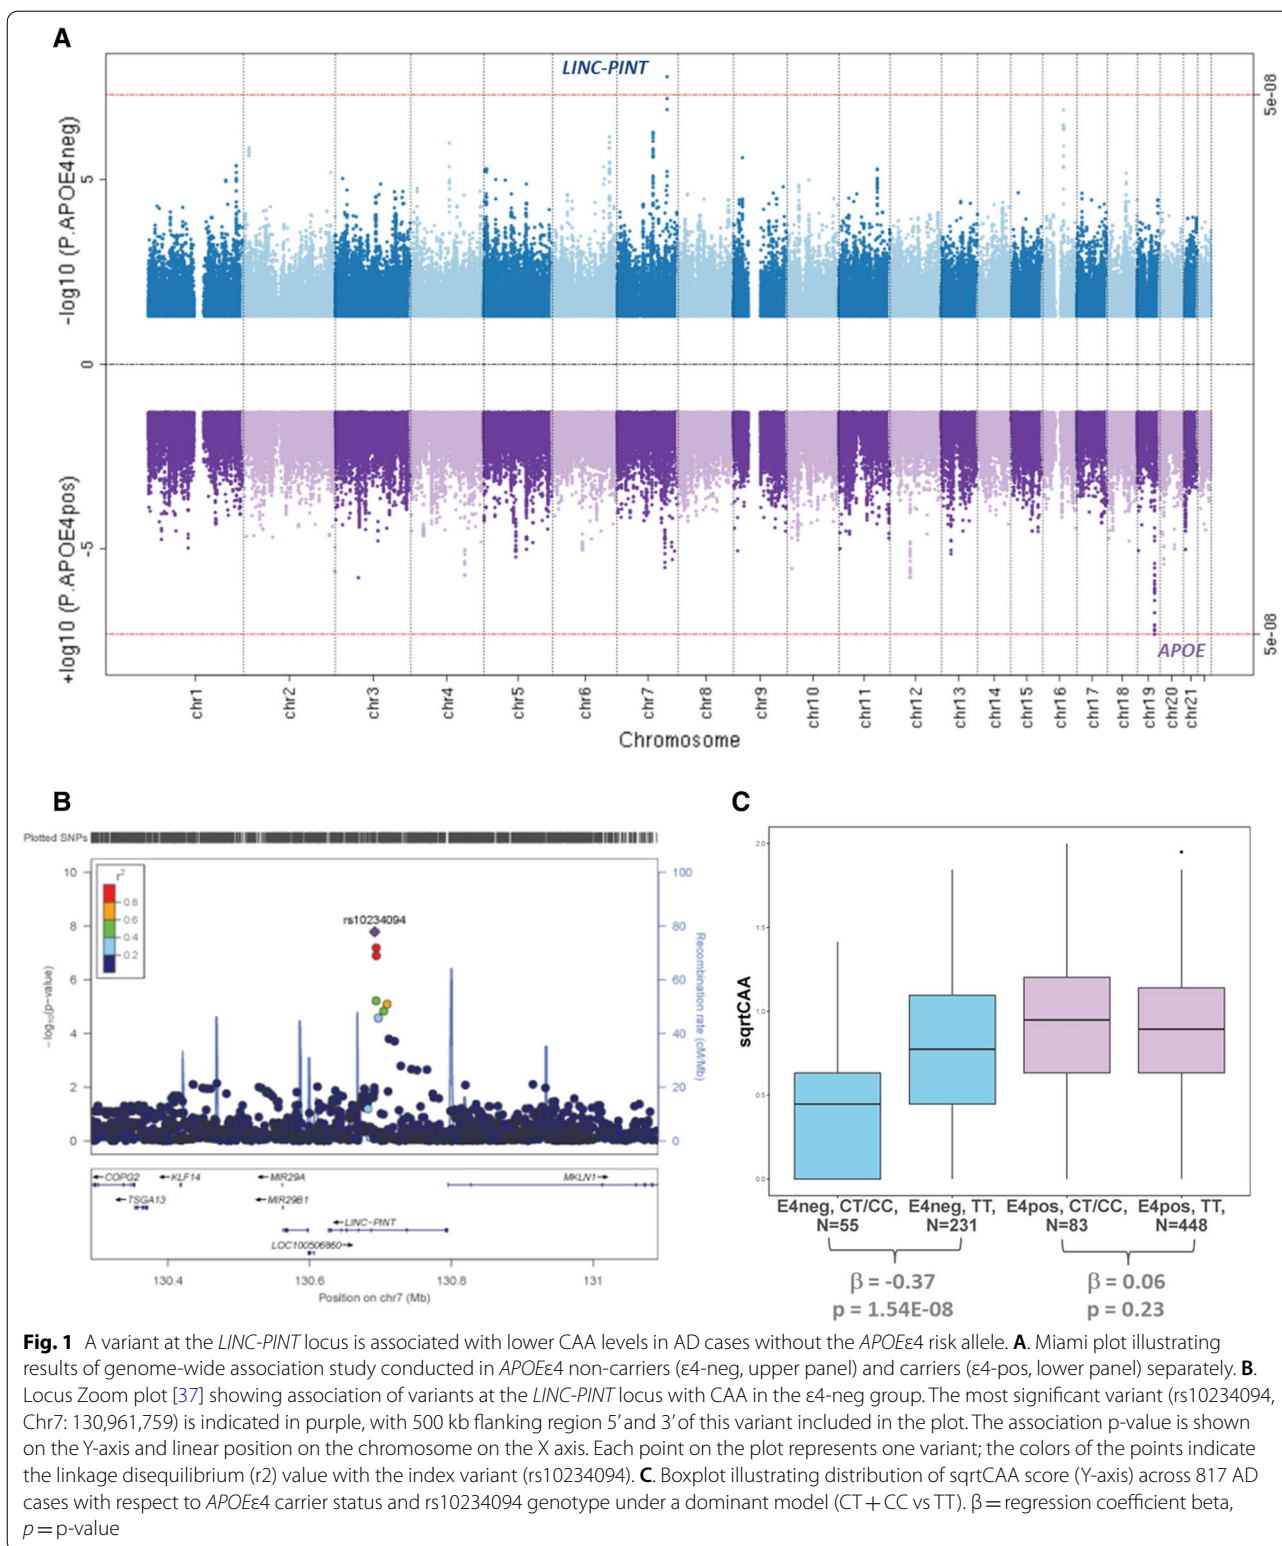 A
LINC-PINT
5e-08
-log10 (P.APOE4neg)
5
0
-5
+log10 (P.APOE4pos)
5e-08
APOE
chr1 chr2 chr3 chr4 chr5 chr6 chr7 chr8 chr9 chr10 chr11 chr12 chr13 chr14 chr15 chr16 chr17 chr18 chr19 chr20 chr21
Chromosome
B
Plotted SNPs
r2
0.8
0.6
0.4
0.2
rs10234094
10
8
6
4
2
0
−log10(p−value)
100
80
60
40
20
0
Recombination rate (cM/Mb)
COPG2 KLF14 MIR29A MKLN1
TSGA13 MIR29B1
LINC-PINT
LOC100506860
130.4 130.6 130.8 131
Position on chr7 (Mb)
C
2.0
1.5
1.0
0.5
0.0
sqrtCAA
E4neg, CT/CC, E4neg, TT, E4pos, CT/CC, E4pos, TT,
N=55 N=231 N=83 N=448
β = -0.37 β = 0.06
p = 1.54E-08 p = 0.23
Fig. 1 A variant at the LINC-PINT locus is associated with lower CAA levels in AD cases without the APOEε4 risk allele. A. Miami plot illustrating
results of genome-wide association study conducted in APOEε4 non-carriers (ε4-neg, upper panel) and carriers (ε4-pos, lower panel) separately. B.
Locus Zoom plot [37] showing association of variants at the LINC-PINT locus with CAA in the ε4-neg group. The most significant variant (rs10234094,
Chr7: 130,961,759) is indicated in purple, with 500 kb flanking region 5′ and 3′ of this variant included in the plot. The association p-value is shown
on the Y-axis and linear position on the chromosome on the X axis. Each point on the plot represents one variant; the colors of the points indicate
the linkage disequilibrium (r2) value with the index variant (rs10234094). C. Boxplot illustrating distribution of sqrtCAA score (Y-axis) across 817 AD
cases with respect to APOEε4 carrier status and rs10234094 genotype under a dominant model (CT + CC vs TT). β = regression coefficient beta,
p = p-value